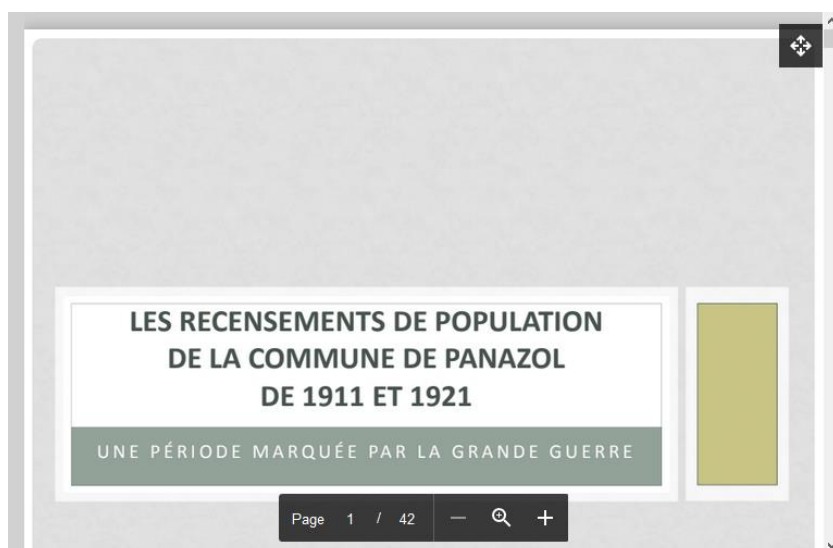 LES RECENSEMENTS DE POPULATION
DE LA COMMUNE DE PANAZOL
DE 1911 ET 1921
UNE PÉRIODE MARQUÉE PAR LA GRANDE GUERRE
Page 1 / 42